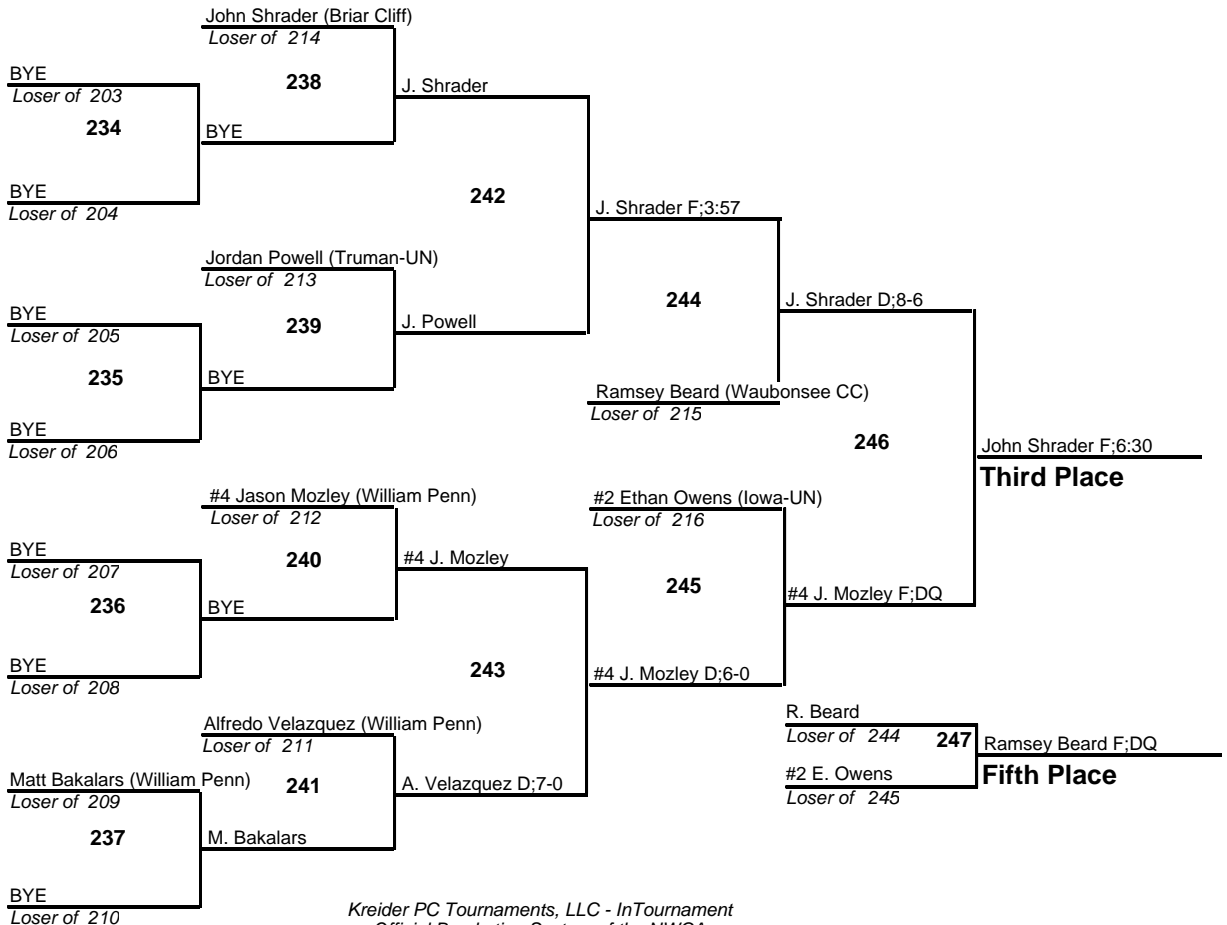 John Shrader (Briar Cliff)
Loser of 214
BYE
Loser of 203
238
J. Shrader
234
BYE
BYE
Loser of 204
242
J. Shrader F;3:57
Jordan Powell (Truman-UN)
Loser of 213
BYE
Loser of 205
239
J. Powell
244
J. Shrader D;8-6
235
BYE
Ramsey Beard (Waubonsee CC)
Loser of 215
BYE
Loser of 206
246
John Shrader F;6:30
Third Place
#4 Jason Mozley (William Penn)
Loser of 212
#2 Ethan Owens (Iowa-UN)
Loser of 216
BYE
Loser of 207
240
#4 J. Mozley
245
236
BYE
#4 J. Mozley F;DQ
BYE
Loser of 208
243
#4 J. Mozley D;6-0
Alfredo Velazquez (William Penn)
Loser of 211
R. Beard
Loser of 244
247
Ramsey Beard F;DQ
Fifth Place
#2 E. Owens
Loser of 245
Matt Bakalars (William Penn)
Loser of 209
241
A. Velazquez D;7-0
237
M. Bakalars
BYE
Loser of 210
Kreider PC Tournaments, LLC - InTournament